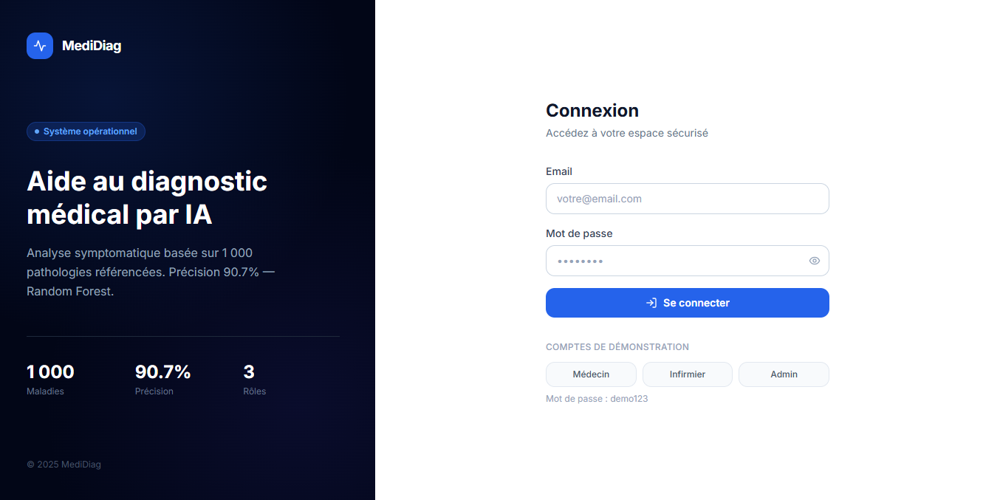 MediDiag
Système opérationnel
Aide au diagnostic
médical par IA
Analyse symptomatique basée sur 1 000
pathologies référencées. Précision 90.7% —
Random Forest.
1 000
Maladies
90.7%
Précision
3
Rôles
© 2025 MediDiag
Connexion
Accédez à votre espace sécurisé
Email
votre@email.com
Mot de passe
••••••••
Se connecter
COMPTES DE DÉMONSTRATION
Médecin
Infirmier
Admin
Mot de passe : demo123